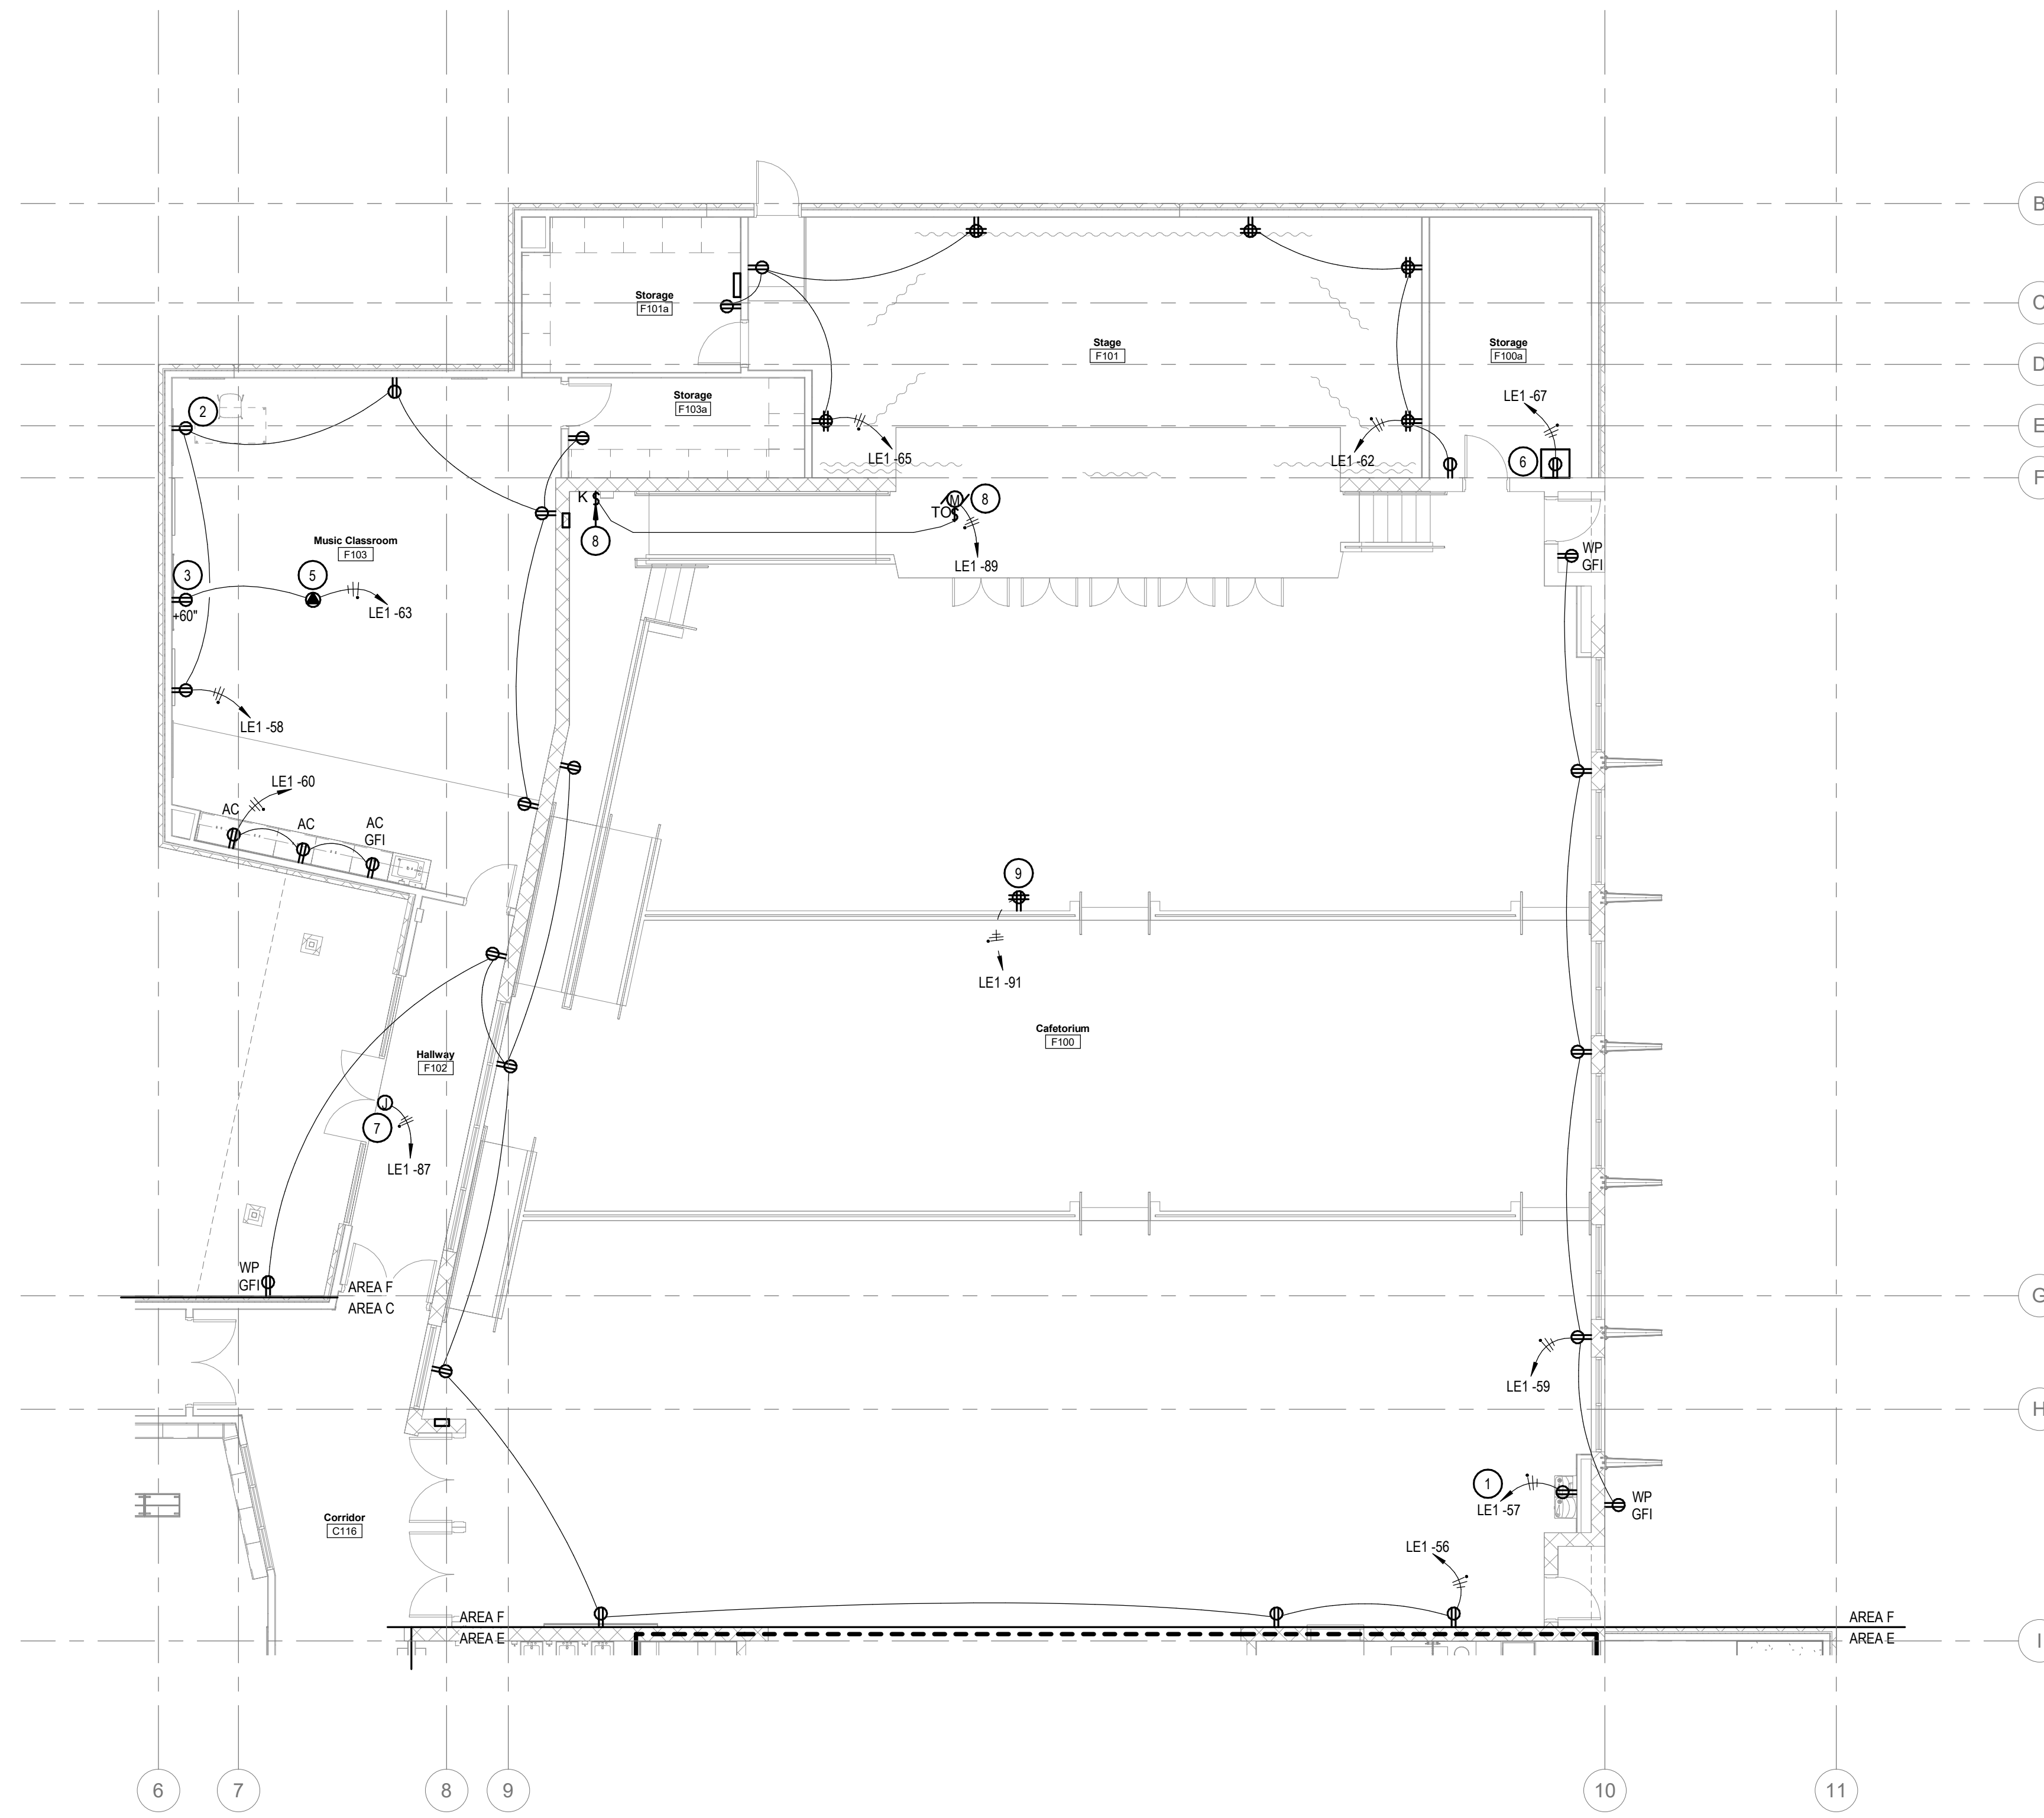 B
C
Storage
F101a
Stage
F101
Storage
F100a
D
LE1 -67
2
Storage
F103a
E
LE1 -65
LE1 -62
6
F
K $
M
8
TO$
8
Music Classroom
F103
WP
GFI
LE1 -89
3
5
+60"
LE1 -63
LE1 -58
LE1 -60
AC
AC
AC
GFI
9
LE1 -91
Cafetorium
F100
Hallway
F102
J
7
LE1 -87
WP
GFI
AREA F
AREA C
G
LE1 -59
H
1
LE1 -57
WP
GFI
Corridor
C116
LE1 -56
AREA F
AREA E
AREA F
AREA E
I
6
7
8
9
10
11